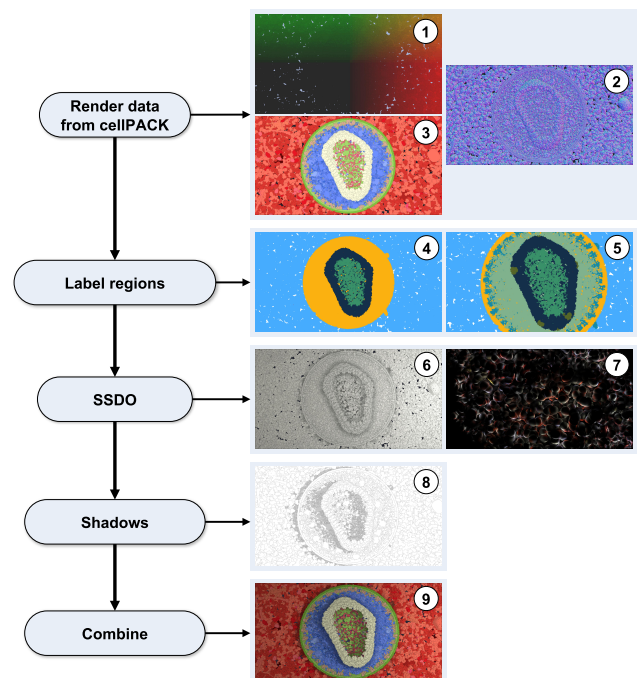 Render data
from cellPACK
1
2
3
Label regions
4
5
SSDO
6
7
Shadows
8
Combine
9